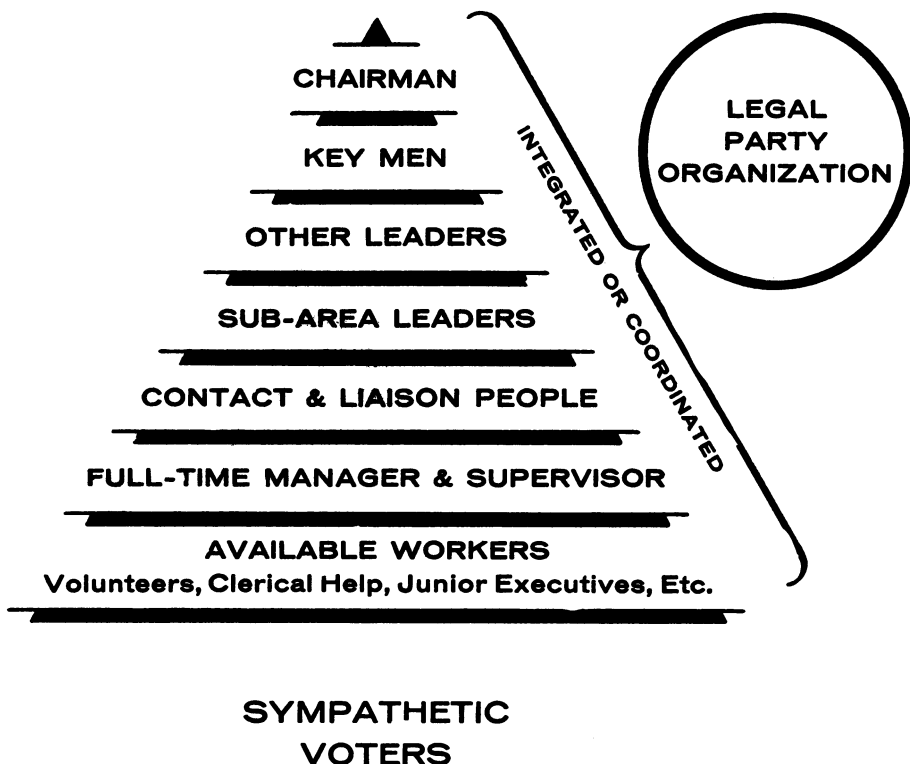 CHAIRMAN
KEY MEN
OTHER LEADERS
SUB-AREA LEADERS
CONTACT & LIAISON PEOPLE
FULL-TIME MANAGER & SUPERVISOR
AVAILABLE WORKERS
Volunteers, Clerical Help, Junior Executives, Etc.
INTEGRATED OR COORDINATED
LEGAL
PARTY
ORGANIZATION
SYMPATHETIC
VOTERS